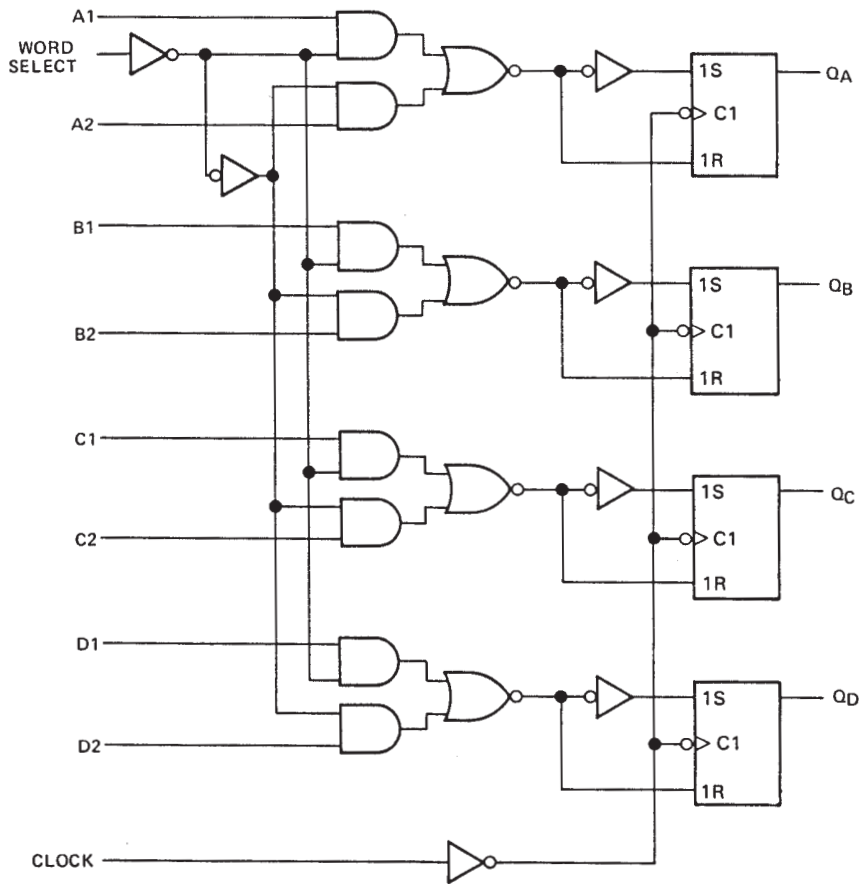 A1
WORD
SELECT
A2
1S
C1
1R
QA
B1
B2
1S
C1
1R
QB
C1
C2
1S
C1
1R
QC
D1
D2
1S
C1
1R
QD
CLOCK